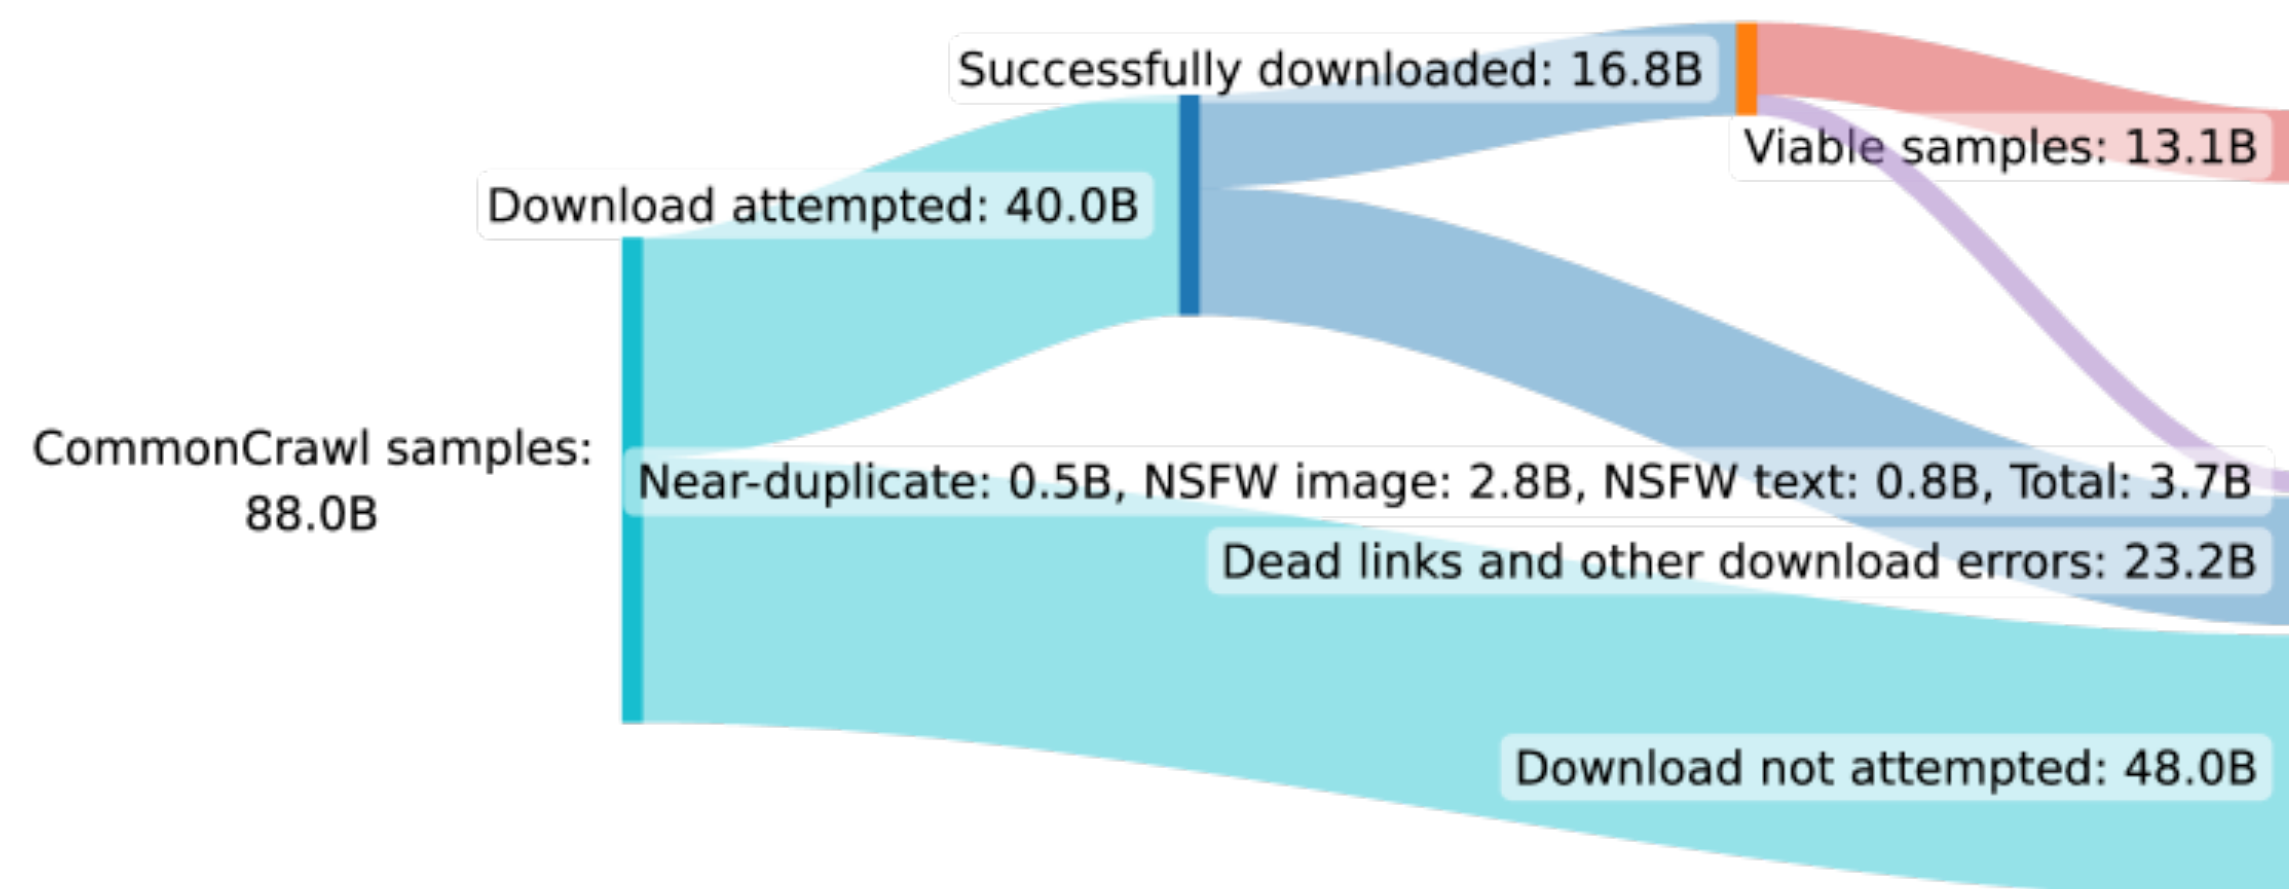 Successfully downloaded: 16.8B
Viable samples: 13.1B
Download attempted: 40.0B
CommonCrawl samples:
88.0B
Near-duplicate: 0.5B, NSFW image: 2.8B, NSFW text: 0.8B, Total: 3.7B
Dead links and other download errors: 23.2B
Download not attempted: 48.0B